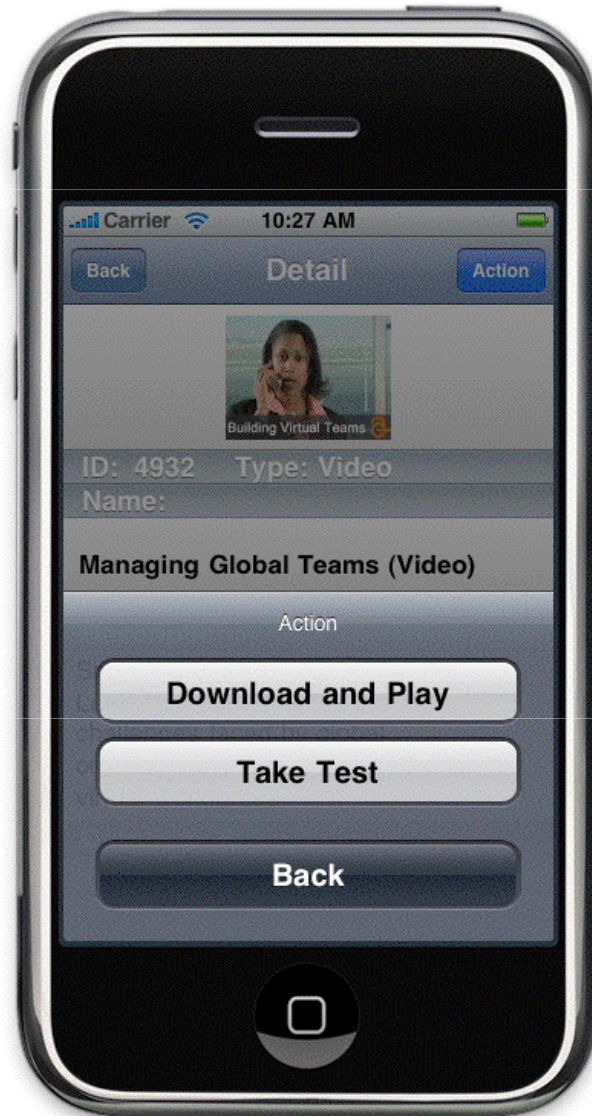 Carrier 10:27 AM
Back Detail Action
Building Virtual Teams
ID: 4932 Type: Video
Name:
Managing Global Teams (Video)
Action
Download and Play
Take Test
Back